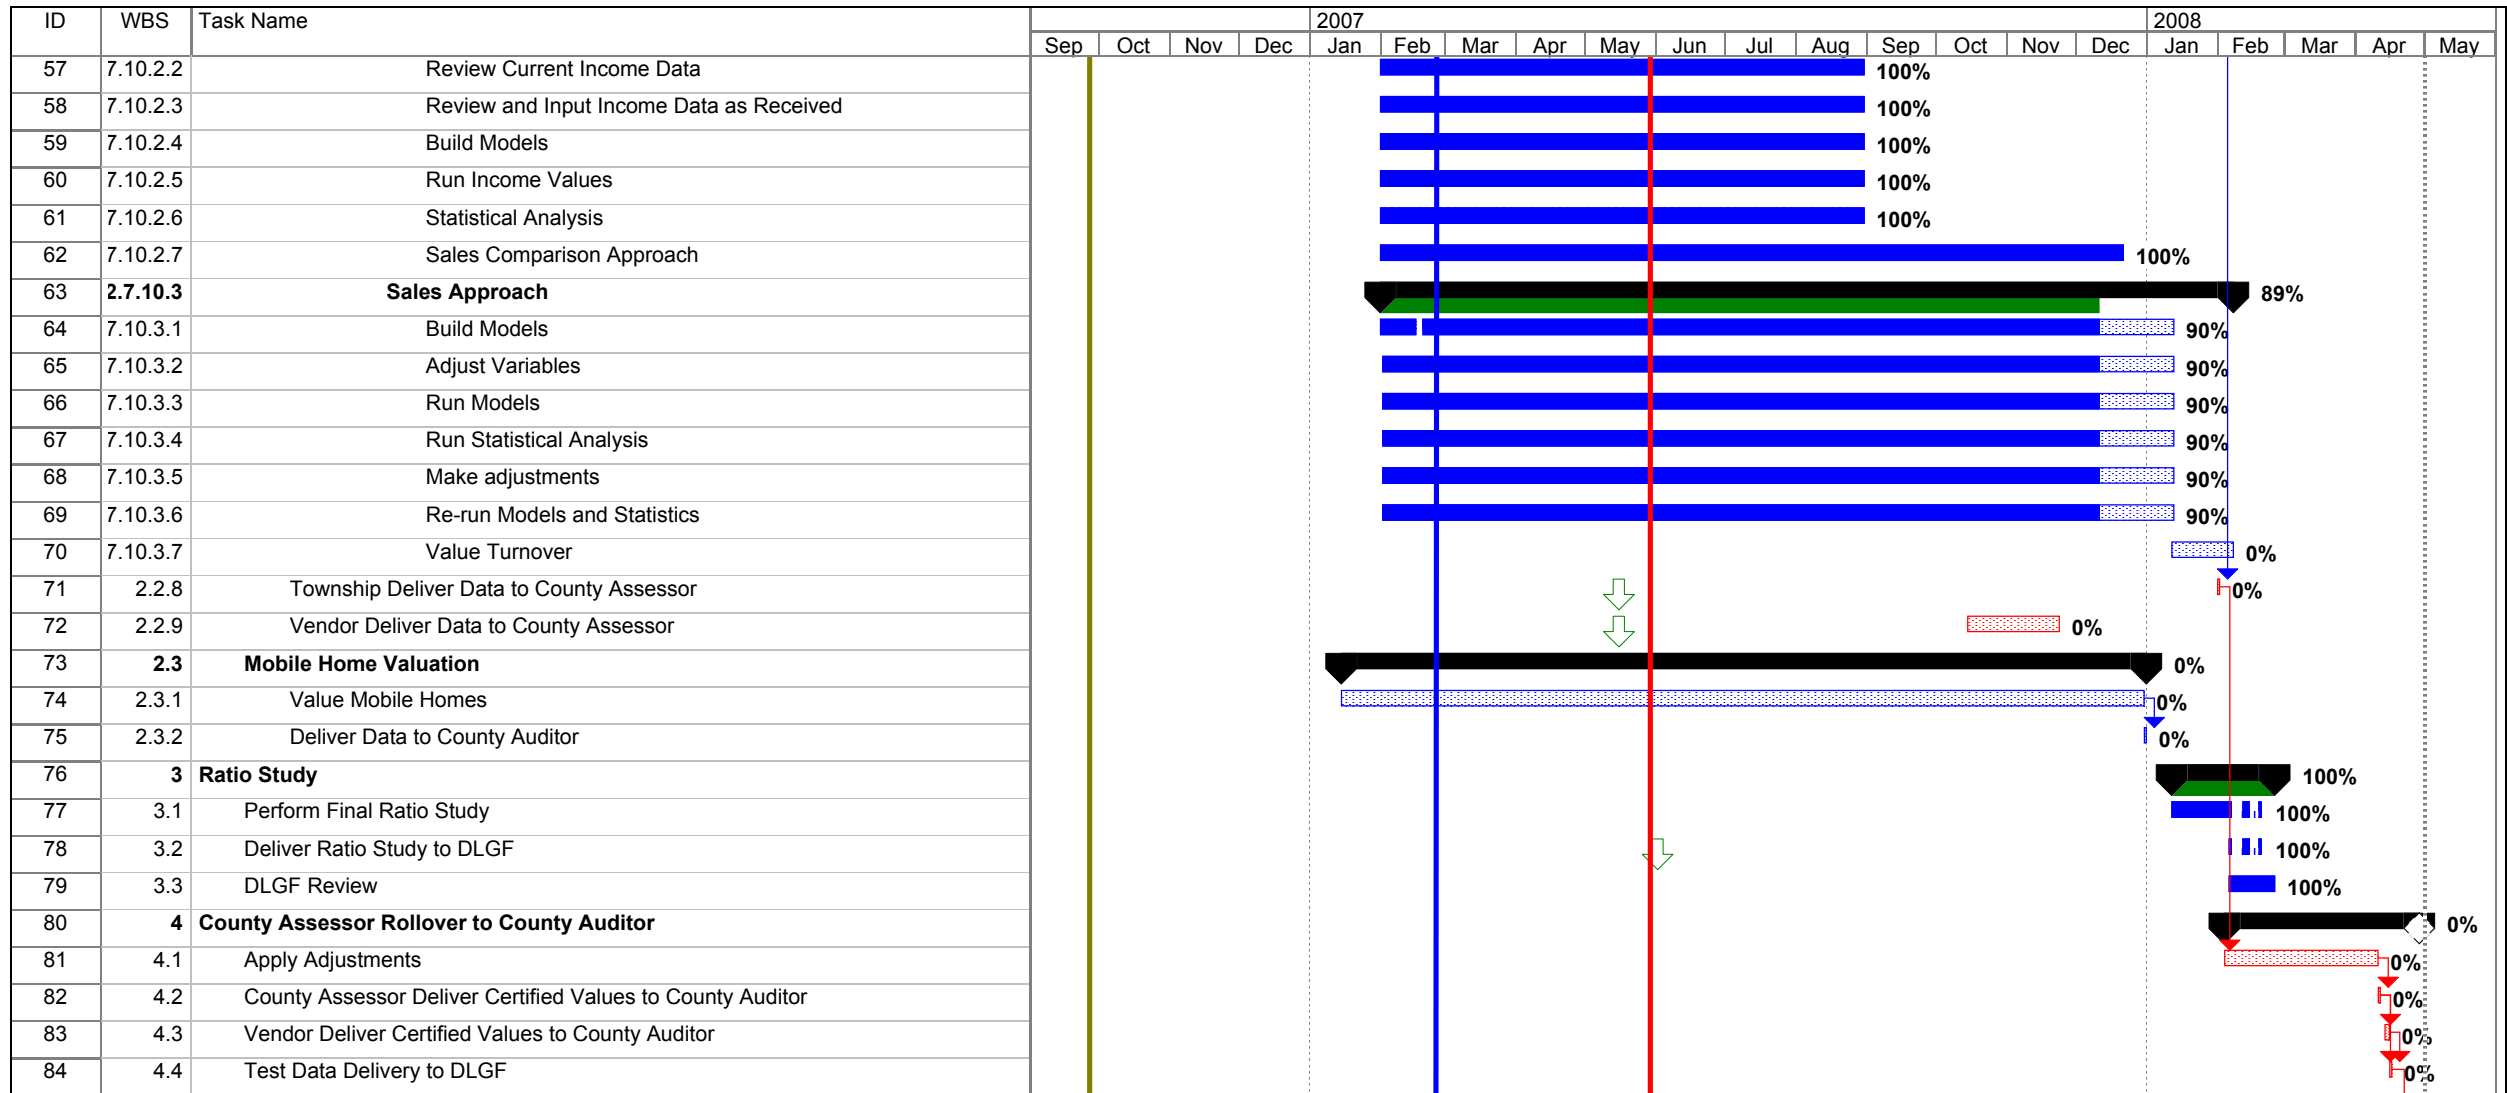 ID WBS Task Name 2007 2008
Sep Oct Nov Dec Jan Feb Mar Apr May Jun Jul Aug Sep Oct Nov Dec Jan Feb Mar Apr May
57 7.10.2.2 Review Current Income Data 100%
58 7.10.2.3 Review and Input Income Data as Received 100%
59 7.10.2.4 Build Models 100%
60 7.10.2.5 Run Income Values 100%
61 7.10.2.6 Statistical Analysis 100%
62 7.10.2.7 Sales Comparison Approach 100%
63 2.7.10.3 Sales Approach 89%
64 7.10.3.1 Build Models 90%
65 7.10.3.2 Adjust Variables 90%
66 7.10.3.3 Run Models 90%
67 7.10.3.4 Run Statistical Analysis 90%
68 7.10.3.5 Make adjustments 90%
69 7.10.3.6 Re-run Models and Statistics 90%
70 7.10.3.7 Value Turnover 0%
71 2.2.8 Township Deliver Data to County Assessor 0%
72 2.2.9 Vendor Deliver Data to County Assessor 0%
73 2.3 Mobile Home Valuation 0%
74 2.3.1 Value Mobile Homes 0%
75 2.3.2 Deliver Data to County Auditor 0%
76 3 Ratio Study 100%
77 3.1 Perform Final Ratio Study 100%
78 3.2 Deliver Ratio Study to DLGF 100%
79 3.3 DLGF Review 100%
80 4 County Assessor Rollover to County Auditor 0%
81 4.1 Apply Adjustments 0%
82 4.2 County Assessor Deliver Certified Values to County Auditor 0%
83 4.3 Vendor Deliver Certified Values to County Auditor 0%
84 4.4 Test Data Delivery to DLGF 0%